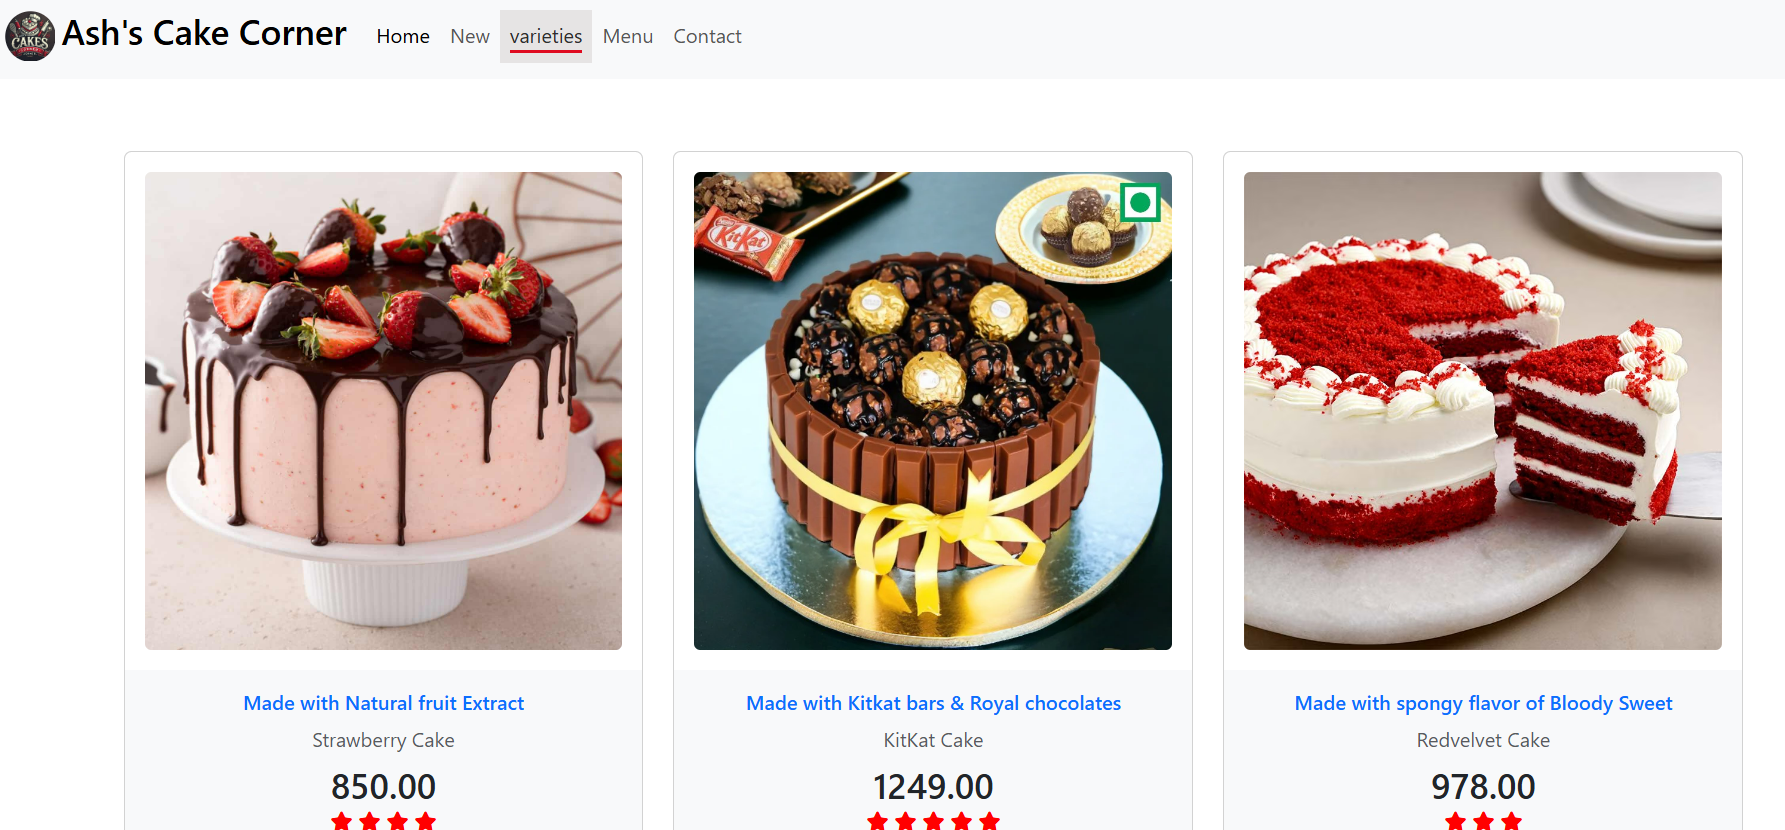 CAKES
CORNER
Ash's Cake Corner
Home
New
varieties
Menu
Contact
KitKat
Made with Natural fruit Extract
Strawberry Cake
850.00
Made with Kitkat bars & Royal chocolates
KitKat Cake
1249.00
Made with spongy flavor of Bloody Sweet
Redvelvet Cake
978.00